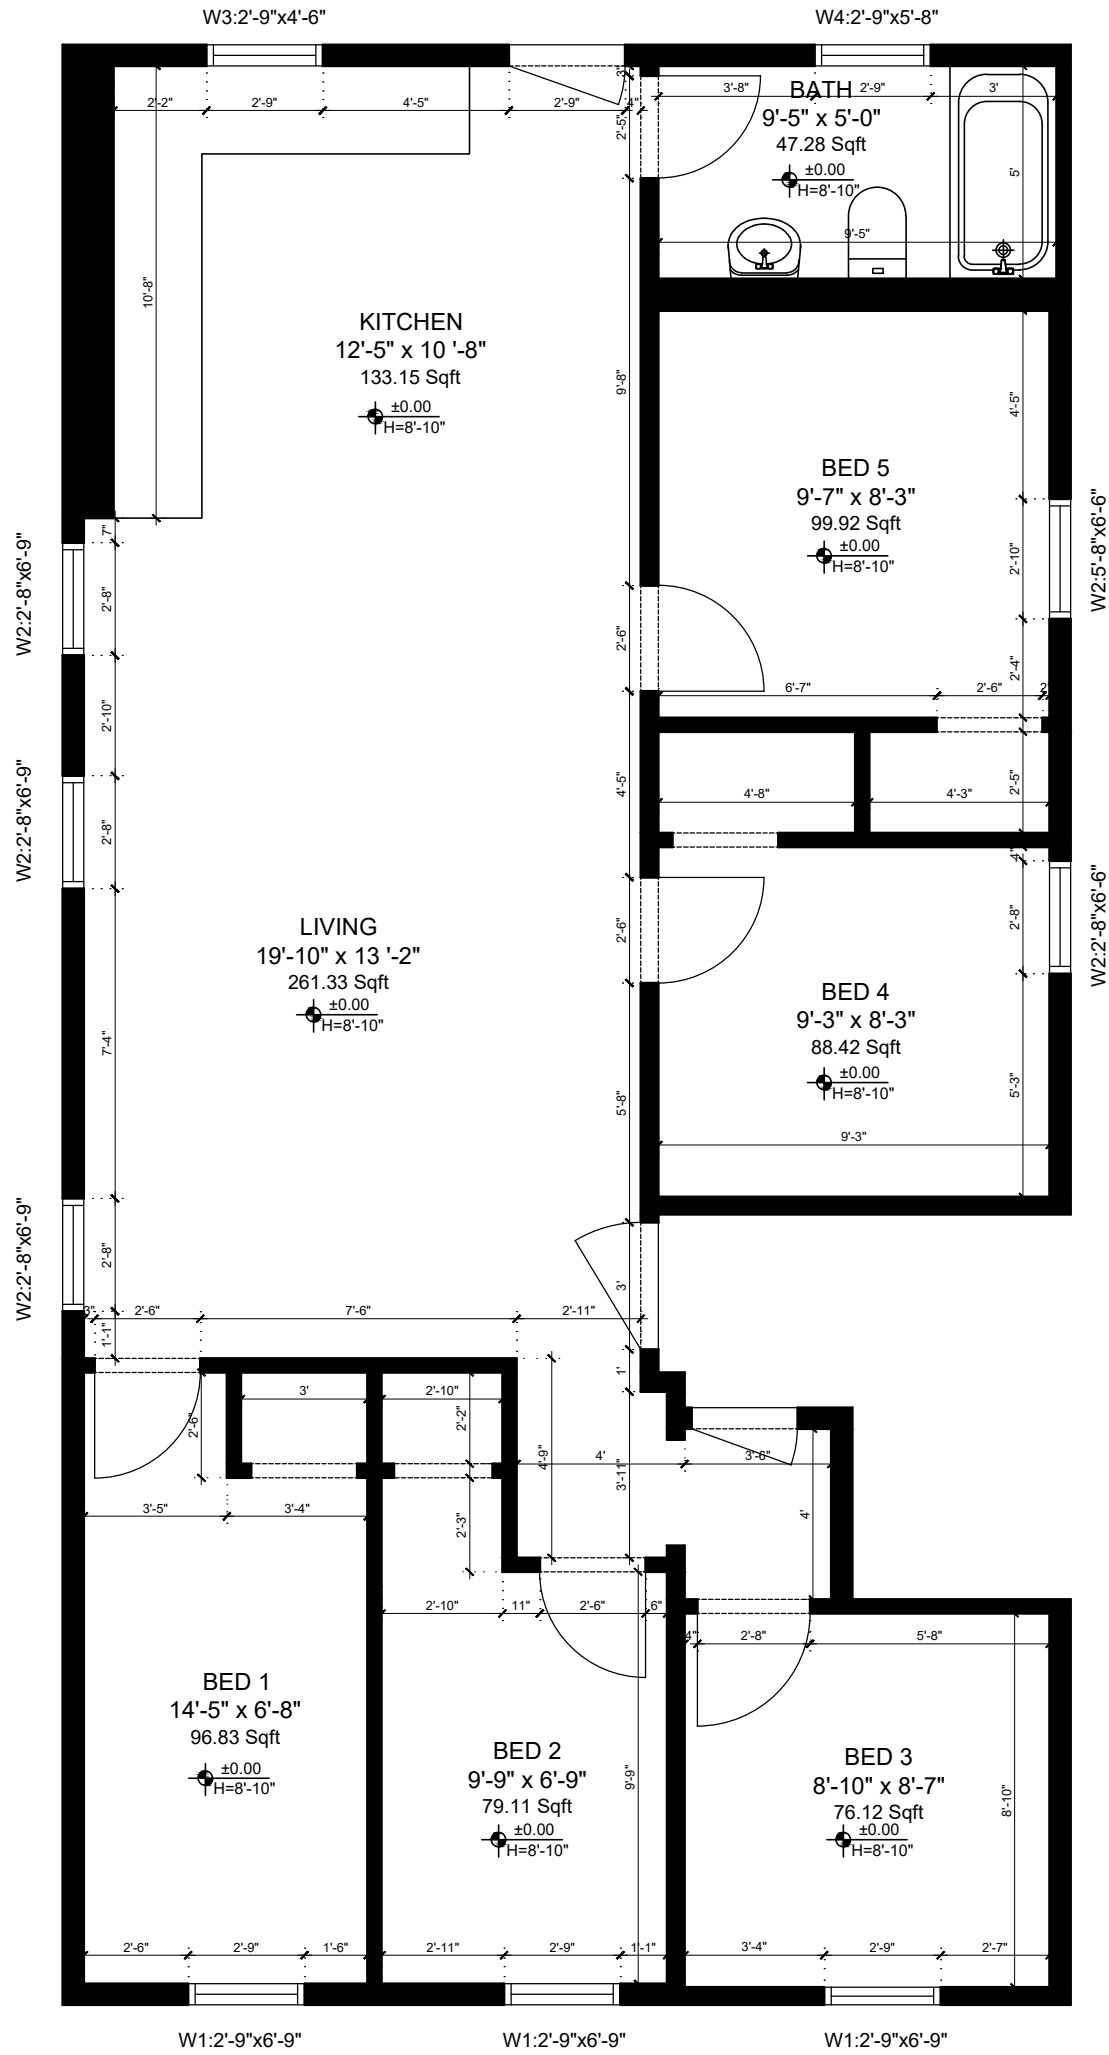 W3:2'-9"x4'-6"
W4:2'-9"x5'-8"
3"
2'-2"
2'-9"
4'-5"
2'-9"
4"
2'-5"
3'-8"
2'-9"
3'
BATH
9'-5" x 5'-0"
47.28 Sqft
±0.00
H=8'-10"
5'
9'-5"
10'-8"
KITCHEN
12'-5" x 10 '-8"
133.15 Sqft
±0.00
H=8'-10"
9'-8"
4'-5"
BED 5
9'-7" x 8'-3"
99.92 Sqft
±0.00
H=8'-10"
W2:5'-8"x6'-6"
2'-10"
7"
W2:2'-8"x6'-9"
2'-8"
2'-6"
2'-4"
6'-7"
2'-6"
2"
2'-10"
W2:2'-8"x6'-9"
2'-8"
4'-5"
4'-8"
4'-3"
2'-5"
4"
W2:2'-8"x6'-6"
2'-8"
2'-6"
LIVING
19'-10" x 13 '-2"
261.33 Sqft
±0.00
H=8'-10"
BED 4
9'-3" x 8'-3"
88.42 Sqft
±0.00
H=8'-10"
7'-4"
5'-8"
5'-3"
9'-3"
W2:2'-8"x6'-9"
2'-8"
3'
3"
2'-6"
7'-6"
2'-11"
1'-1"
1'
3'
2'-10"
2'-6"
2'-2"
4'-9"
4'
3'-11"
3'-6"
3'-5"
3'-4"
2'-3"
4'
2'-10"
11"
2'-6"
6"
4"
2'-8"
5'-8"
BED 1
14'-5" x 6'-8"
96.83 Sqft
±0.00
H=8'-10"
BED 2
9'-9" x 6'-9"
79.11 Sqft
±0.00
H=8'-10"
9'-9"
BED 3
8'-10" x 8'-7"
76.12 Sqft
±0.00
H=8'-10"
8'-10"
2'-6"
2'-9"
1'-6"
2'-11"
2'-9"
1'-1"
3'-4"
2'-9"
2'-7"
W1:2'-9"x6'-9"
W1:2'-9"x6'-9"
W1:2'-9"x6'-9"